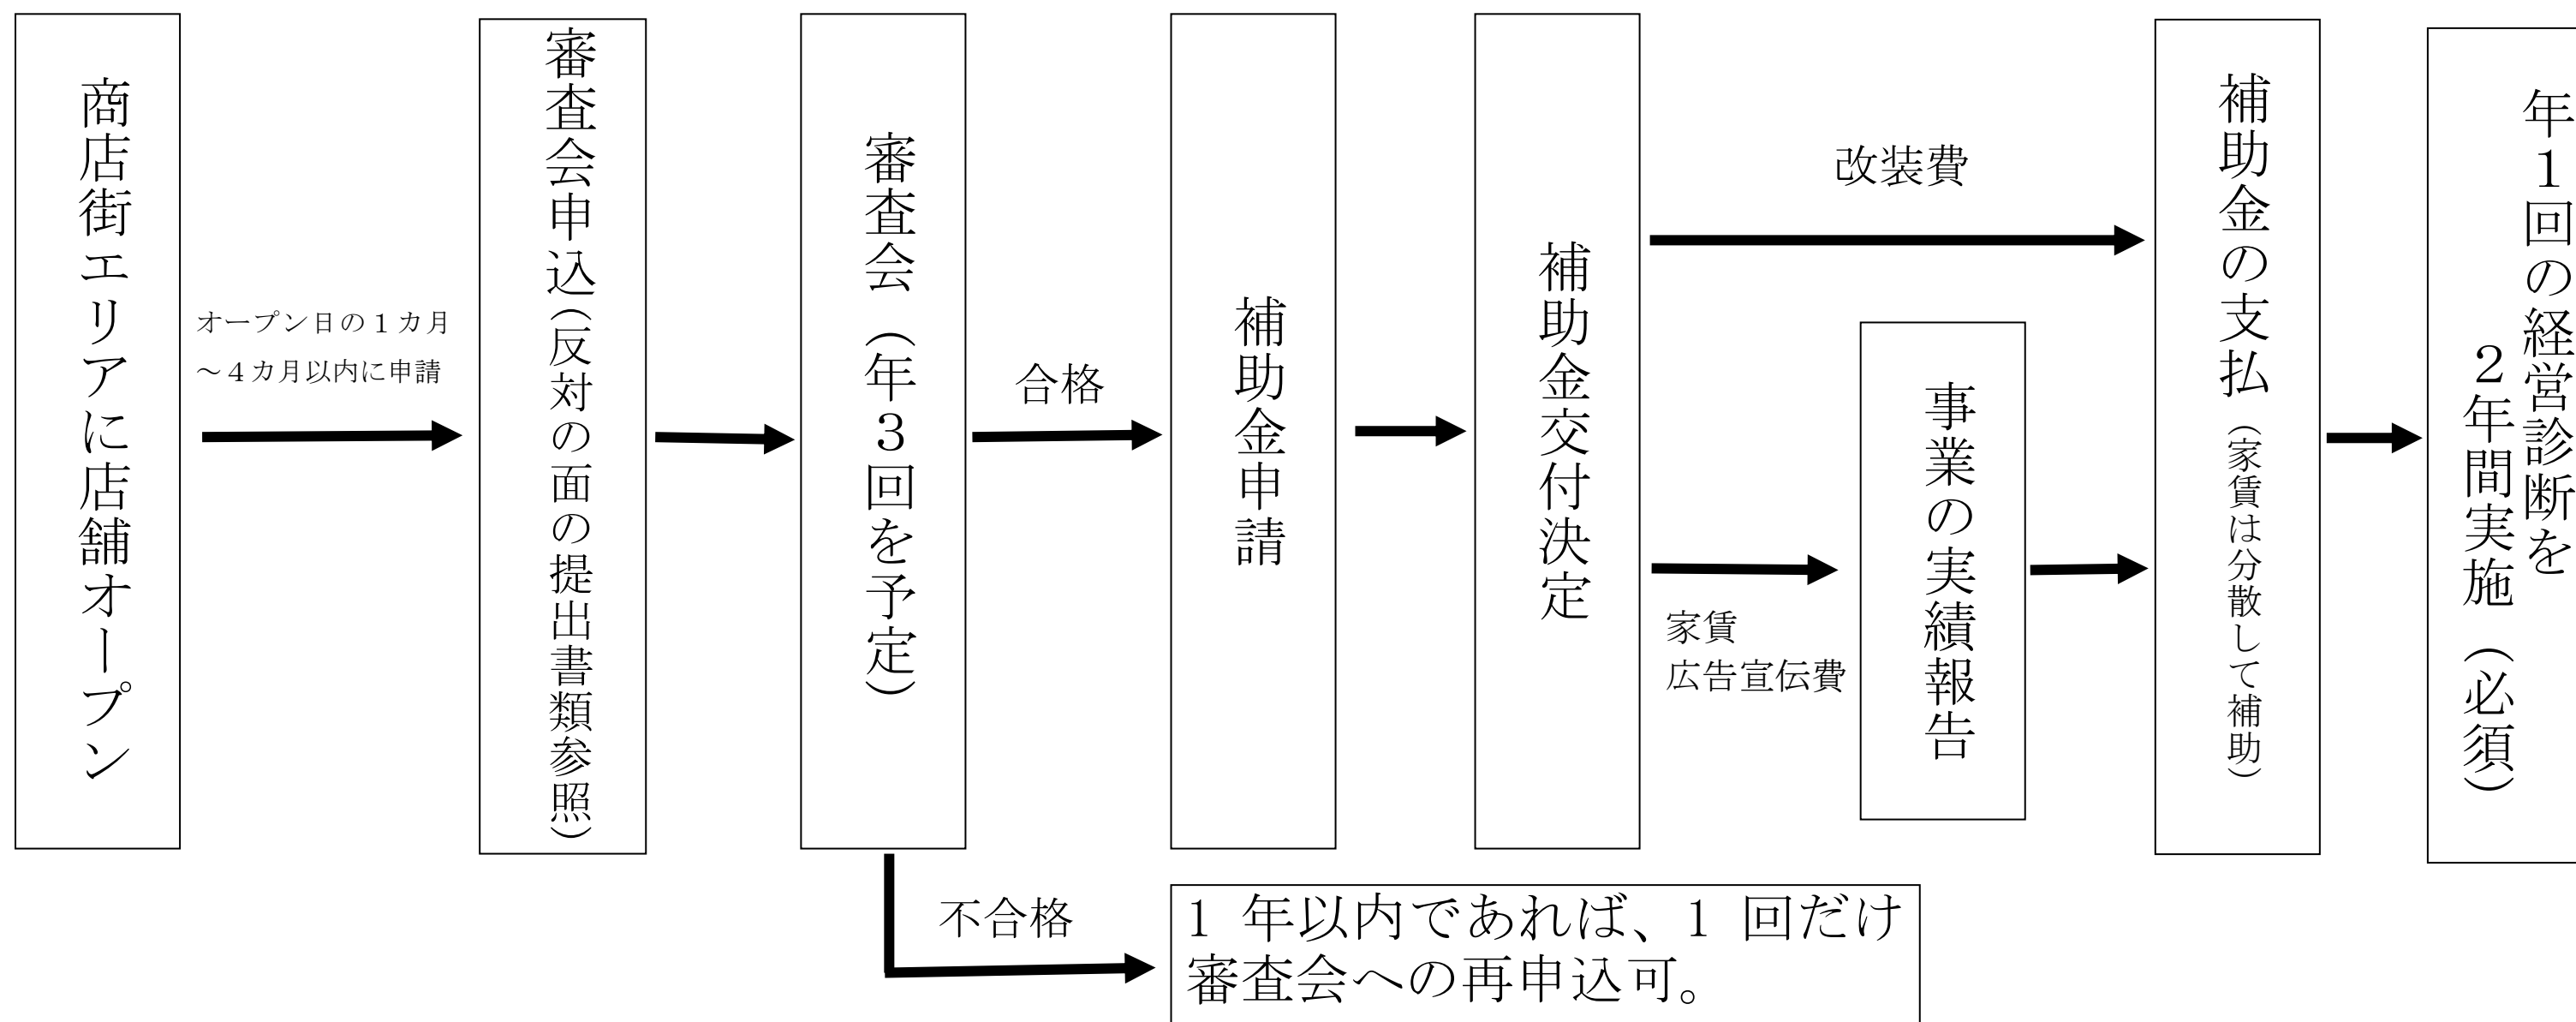 商店街エリアに店舗オープン
オープン日の1カ月
～4カ月以内に申請
審査会申込（反対の面の提出書類参照）
審査会（年3回を予定）
合格
不合格
1 年以内であれば、1 回だけ
審査会への再申込可。
補助金申請
補助金交付決定
改装費
家賃
広告宣伝費
事業の実績報告
補助金の支払（家賃は分散して補助）
年1回の経営診断を
2年間実施（必須）